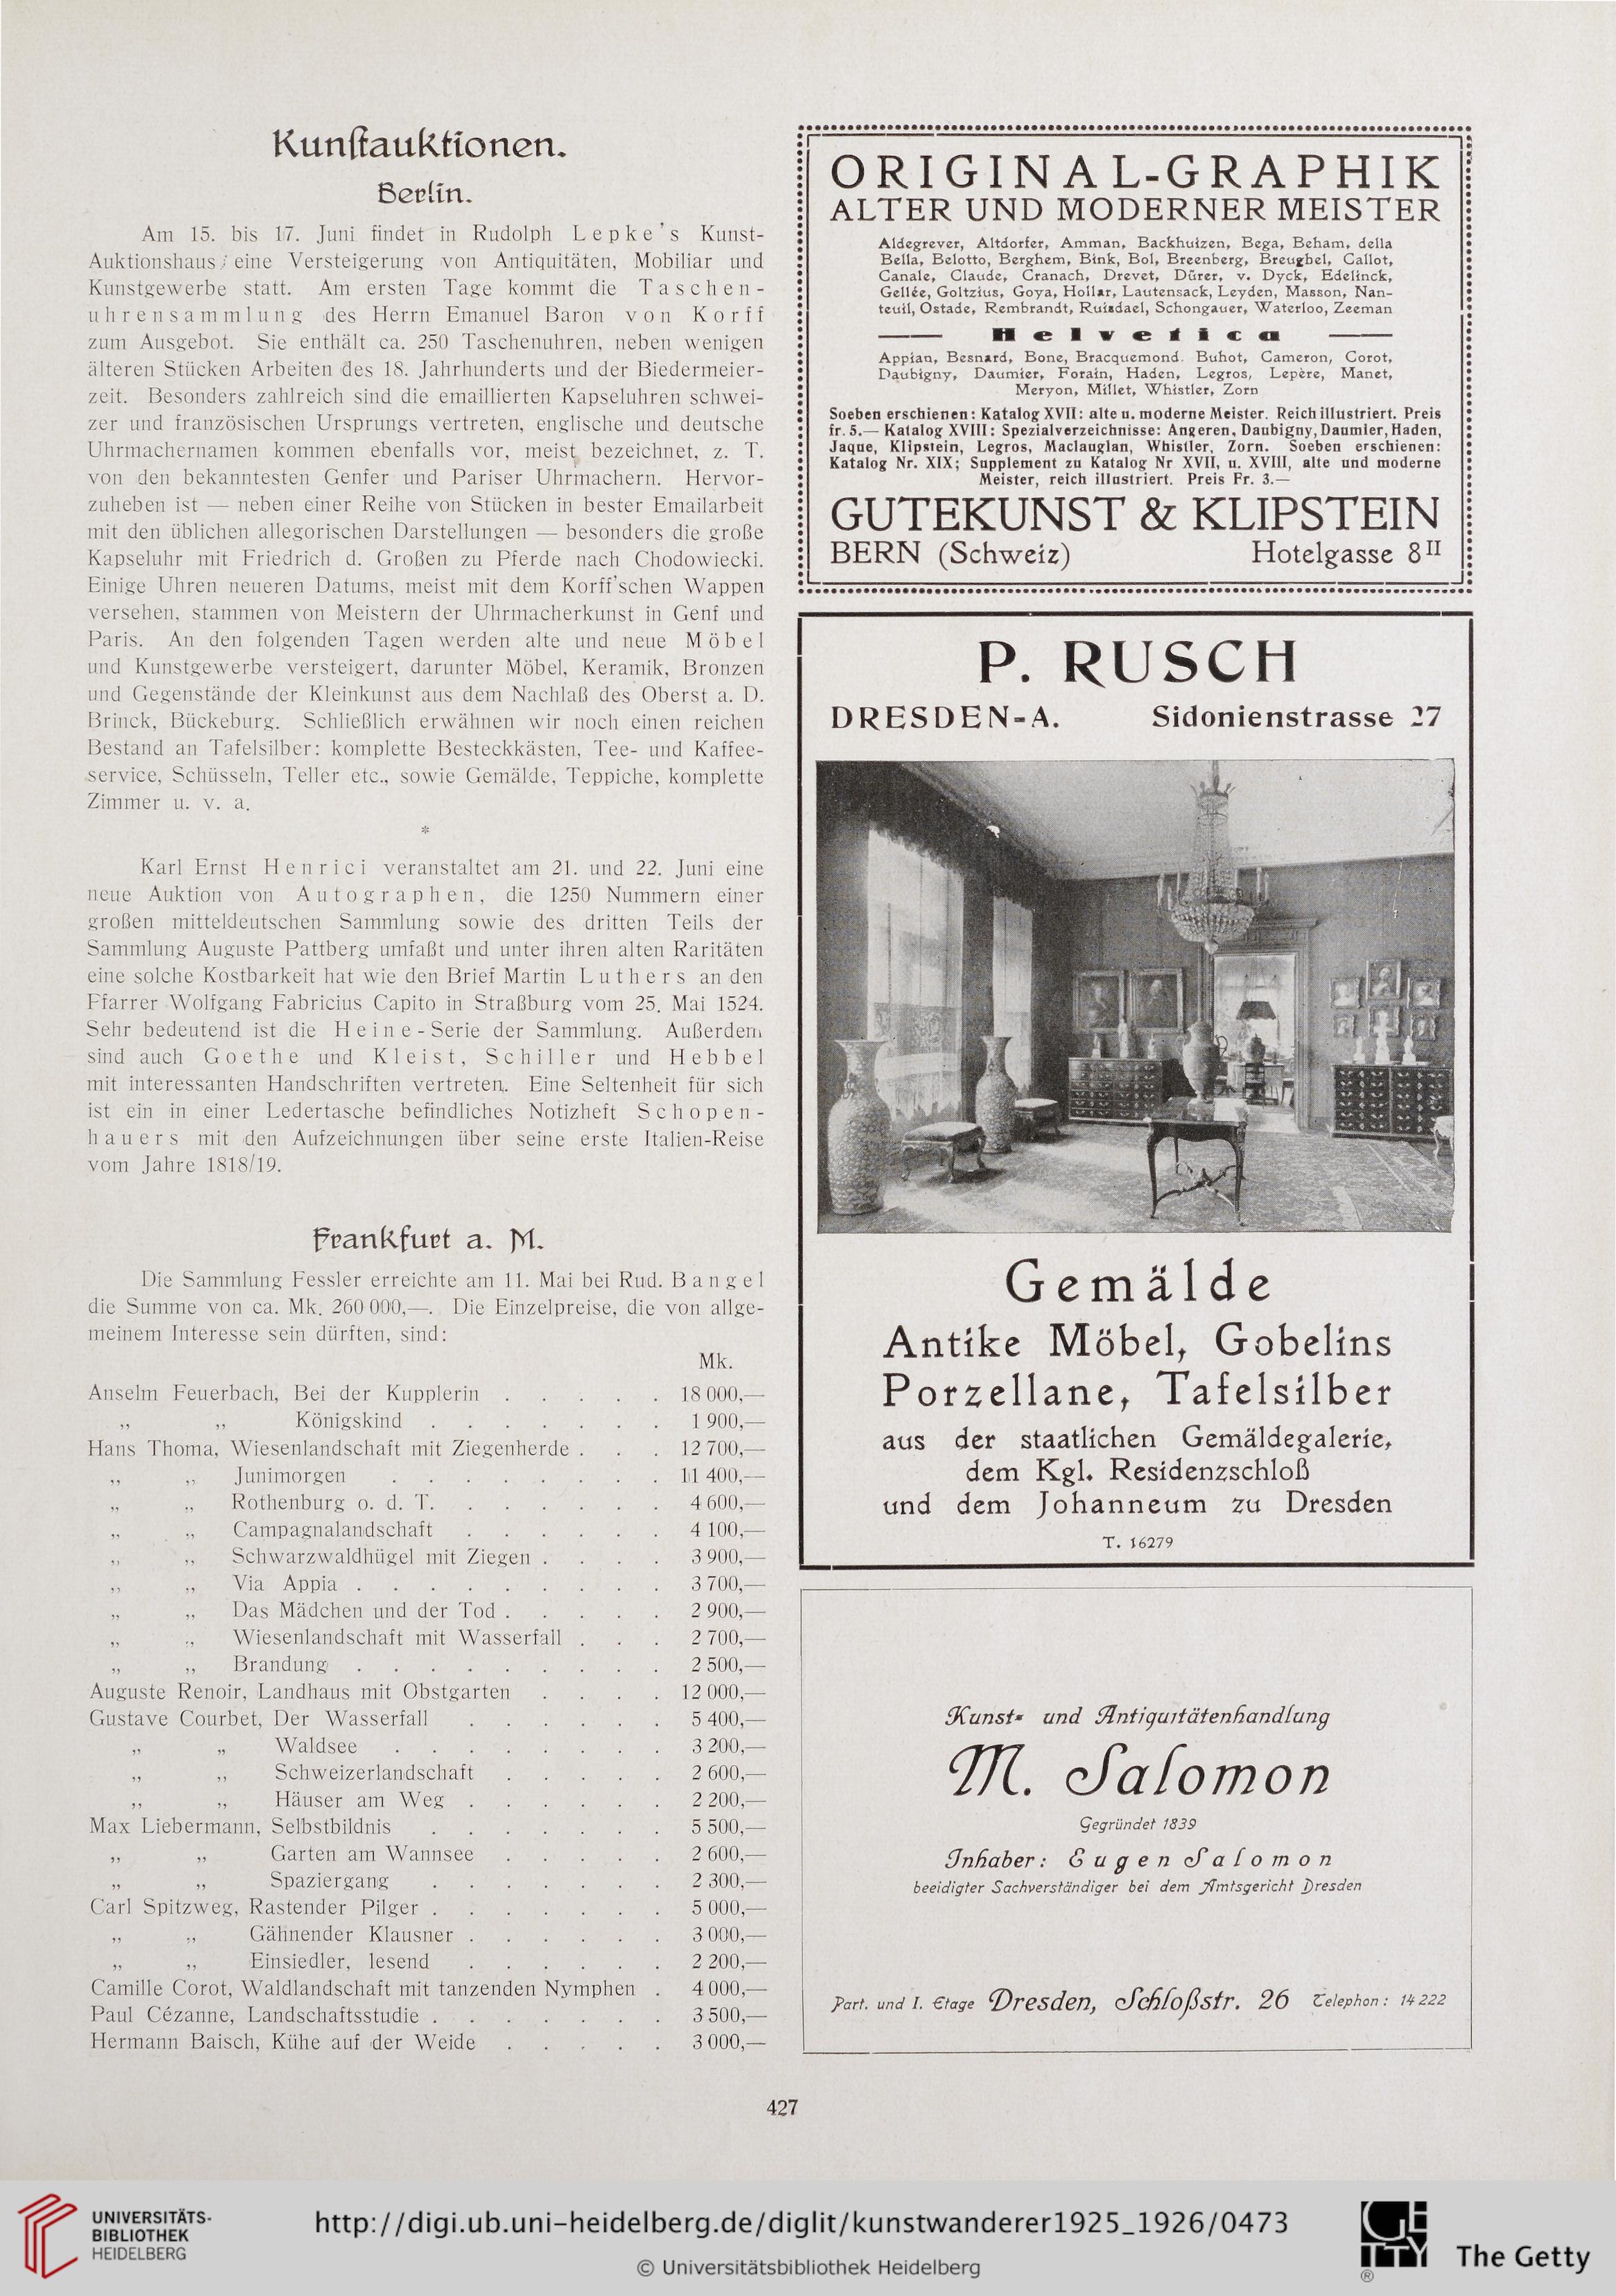 Kunstauktionen.
Berlin.
Am 15. bis 17. Juni findet in Rudolph Lepke's Kunst-
Auktionshaus eine Versteigerung von Antiquitäten, Mobiliar und
Kunstgewerbe statt. Am ersten Tage kommt die Taschen-
uhrensammlung des Herrn Emanuel Baron von Korff
zum Ausgebot. Sie enthält ca. 250 Taschenuhren, neben wenigen
älteren Stücken Arbeiten des 18. Jahrhunderts und der Biedermeier-
zeit. Besonders zahlreich sind die emaillierten Kapseluhren schwei-
zer und französischen Ursprungs vertreten, englische und deutsche
Uhrmachernamen kommen ebenfalls vor, meist bezeichnet, z. T.
von den bekanntesten Genfer und Pariser Uhrmachern. Hervor-
zuheben ist — neben einer Reihe von Stücken in bester Emailarbeit
mit den üblichen allegorischen Darstellungen — besonders die große
Kapseluhr mit Friedrich d. Großen zu Pferde nach Chodowiecki.
Einige Uhren neueren Datums, meist mit dem Korff'schen Wappen
versehen, stammen von Meistern der Uhrmacherkunst in Genf und
Paris. An den folgenden Tagen werden alte und neue Möbel
und Kunstgewerbe versteigert, darunter Möbel, Keramik, Bronzen
und Gegenstände der Kleinkunst aus dem Nachlaß des Oberst a. D.
Brinck, Bückeburg. Schließlich erwähnen wir noch einen reichen
Bestand an Tafelsilber: komplette Besteckkästen, Tee- und Kaffee-
service, Schüsseln, Teller etc., sowie Gemälde, Teppiche, komplette
Zimmer u. v. a.
*
Karl Ernst Henrici veranstaltet am 21. und 22. Juni eine
neue Auktion von Autographen, die 1250 Nummern einer
großen mitteldeutschen Sammlung sowie des dritten Teils der
Sammlung Auguste Pattberg umfaßt und unter ihren alten Raritäten
eine solche Kostbarkeit hat wie den Brief Martin Luthers an den
Pfarrer Wolfgang Fabricius Capito in Straßburg vom 25. Mai 1524.
Sehr bedeutend ist die Heine-Serie der Sammlung. Außerdem
sind auch Goethe und Kleist, Schiller und Hebbel
mit interessanten Handschriften vertreten. Eine Seltenheit für sich
ist ein in einer Ledertasche befindliches Notizheft Schopen-
hauers mit den Aufzeichnungen über seine erste Italien-Reise
vom Jahre 1818/19.
Frankfurt a. M.
Die Sammlung Fessler erreichte am 11. Mai bei Rud. Bangel
die Summe von ca. Mk. 260 000,—. Die Einzelpreise, die von allge-
meinem Interesse sein dürften, sind:
Mk.
Anselm Feuerbach, Bei der Kupplerin . . . . . 18 000,—
„ „ Königskind . . . . . . . 1 900,—
Hans Thoma, Wiesenlandschaft mit Ziegenherde . . . 12 700,—
„ „ Junimorgen . . . . . . . . 11 400,—
„ „ Rothenburg o. d. T. . . . . . . 4 600,—
„ „ Campagnalandschaft . . . . . . 4 100,—
„ „ Schwarzwaldhügel mit Ziegen . . . . 3 900,—
„ „ Via Appia . . . . . . . . . 3 700,—
„ „ Das Mädchen und der Tod . . . . . 2 900,—
„ „ Wiesenlandschaft mit Wasserfall . . . 2 700,—
„ „ Brandung . . . . . . . . . 2 500,—
Auguste Renoir, Landhaus mit Obstgarten . . . . 12 000,—
Gustave Courbet, Der Wasserfall . . . . . . 5 400,—
„ „ Waldsee . . . . . . . . 3 200,—
„ „ Schweizerlandschaft . . . . . 2 600,—
„ „ Häuser am Weg . . . . . . 2 200,—
Max Liebermann, Selbstbildnis . . . . . . . 5 500,—
„ „ Garten am Wannsee . . . . . 2 600,—
„ „ Spaziergang . . . . . . . 2 300,—
Carl Spitzweg, Rastender Pilger . . . . . . . 5 000,—
„ „ Gähnender Klausner . . . . . . 3 000,—
„ „ Einsiedler, lesend . . . . . . 2 200,—
Camille Corot, Waldlandschaft mit tanzenden Nymphen . 4 000,—
Paul Cézanne, Landschaftsstudie . . . . . . . 3 500,—
Hermann Baisch, Kühe auf der Weide . . . . . 3 000,—
ORIGINAL-GRAPHIK
ALTER UND MODERNER MEISTER
Aldegrever, Altdorfer, Amman, Backhuizen, Bega, Beham, della
Bella, Belotto, Berghem, Bink, Bol, Breenberg, Breughel, Callot,
Canale, Claude, Cranach, Drevet, Dürer, v. Dyck, Edelinck,
Gellée, Goltzius, Goya, Hollar, Lautensack, Leyden, Masson, Nan-
teuil, Ostade, Rembrandt, Ruisdael, Schongauer, Waterloo, Zeeman
Helvetica
Appian, Besnard, Bone, Bracquemond. Buhot, Cameron, Corot,
Daubigny, Daumier, Forain, Haden, Legros, Lepère, Manet,
Meryon, Millet, Whistler, Zorn
Soeben erschienen: Katalog XVII: alte u. moderne Meister. Reich illustriert. Preis
fr. 5.— Katalog XVIII: Spezialverzeichnisse: Angeren, Daubigny, Daumier, Haden,
Jaque, Klipstein, Legros, Maclauglan, Whistler, Zorn. Soeben erschienen:
Katalog Nr. XIX; Supplement zu Katalog Nr XVII, u. XVIII, alte und moderne
Meister, reich illustriert. Preis Fr. 3.—
GUTEKUNST & KLIPSTEIN
BERN (Schweiz) Hotelgasse 8 II
P. RUSCH
DRESDEN-A. Sidonienstrasse 27
Gemälde
Antike Möbel, Gobelins
Porzellane, Tafelsilber
aus der staatlichen Gemäldegalerie,
dem Kgl. Residenzschloß
und dem Johanneum zu Dresden
T. 16279
Kunst- und Antiquitätenhandlung
M. Salomon
Gegründet 1839
Inhaber: Eugen Salomon
beeidigter Sachverständiger bei dem Amtsgericht Dresden
Part. und I. Etage Dresden, Schloßstr. 26 Telephon: 14 222
427
UNIVERSITÄTS-
BIBLIOTHEK
HEIDELBERG
http://digi.ub.uni-heidelberg.de/diglit/kunstwanderer1925_1926/0473
© Universitätsbibliothek Heidelberg
GETTY
®
The Getty